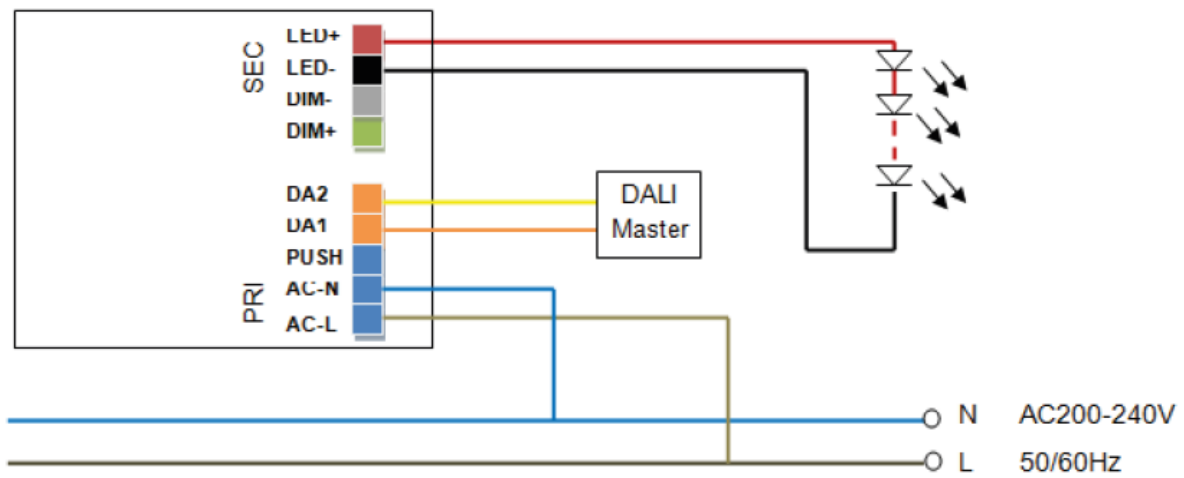 SEC
LED+
LED-
DIM-
DIM+
DA2
DA1
PUSH
PRI
AC-N
AC-L
DALI
Master
N AC200-240V
L 50/60Hz